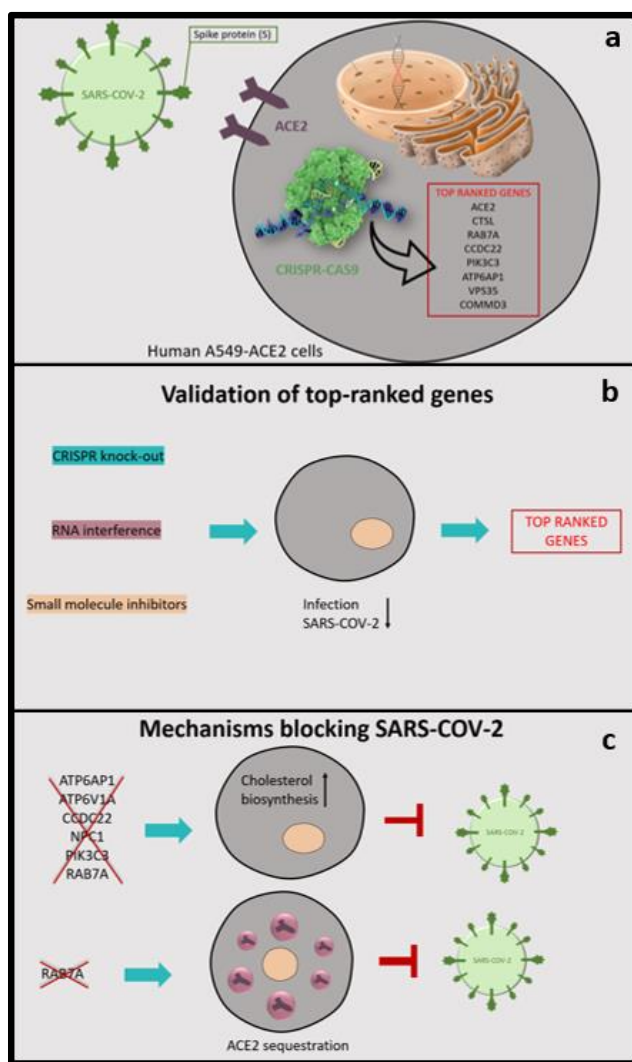 a
Spike protein (S)
SARS-COV-2
ACE2
CRISPR-CAS9
TOP RANKED GENES
ACE2
CTSL
RAB7A
CCDC22
PIK3C3
ATP6AP1
VPS35
COMMD3
Human A549-ACE2 cells
b
Validation of top-ranked genes
CRISPR knock-out
RNA interference
Small molecule inhibitors
Infection
SARS-COV-2
TOP RANKED
GENES
Mechanisms blocking SARS-COV-2
c
ATP6AP1
ATP6V1A
CCDC22
NPC1
PIK3C3
RAB7A
Cholesterol
biosynthesis
SARS-COV-2
RAB7A
ACE2 sequestration
SARS-COV-2